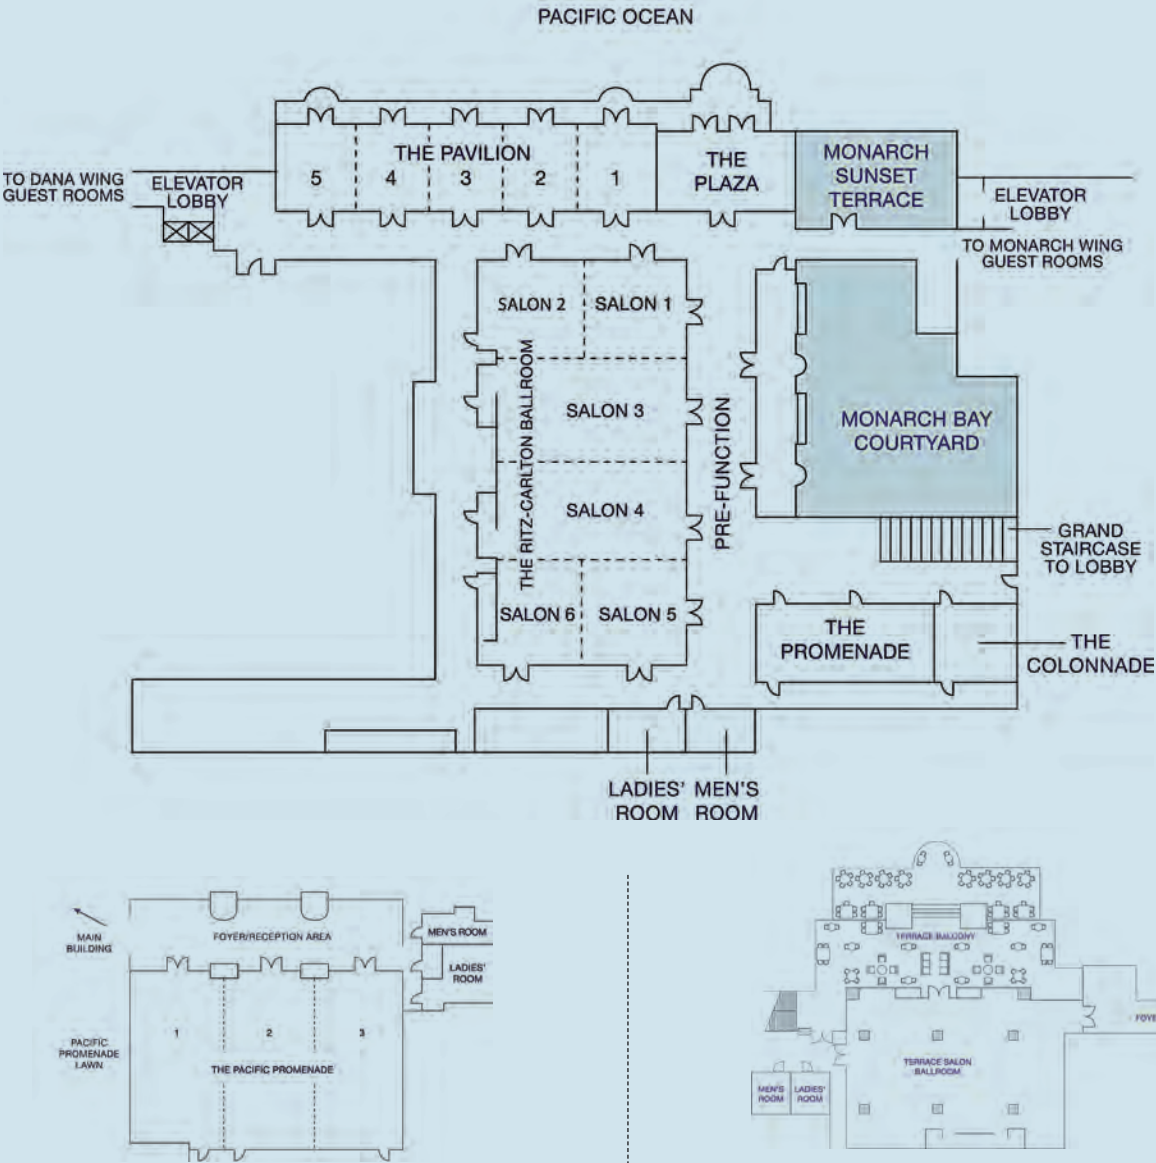 PACIFIC OCEAN
THE PAVILION
5
4
3
2
1
THE
PLAZA
MONARCH
SUNSET
TERRACE
TO DANA WING
GUEST ROOMS
ELEVATOR
LOBBY
ELEVATOR
LOBBY
TO MONARCH WING
GUEST ROOMS
SALON 2
SALON 1
THE RITZ-CARLTON BALLROOM
SALON 3
SALON 4
SALON 6
SALON 5
PRE-FUNCTION
MONARCH BAY
COURTYARD
GRAND
STAIRCASE
TO LOBBY
THE
PROMENADE
THE
COLONNADE
LADIES'
ROOM
MEN'S
ROOM
MAIN
BUILDING
FOYER/RECEPTION AREA
MEN'S ROOM
LADIES'
ROOM
1
2
3
PACIFIC
PROMENADE
LAWN
THE PACIFIC PROMENADE
TERRACE BALCONY
FOYE
TERRACE SALON
BALLROOM
MEN'S
ROOM
LADIES'
ROOM